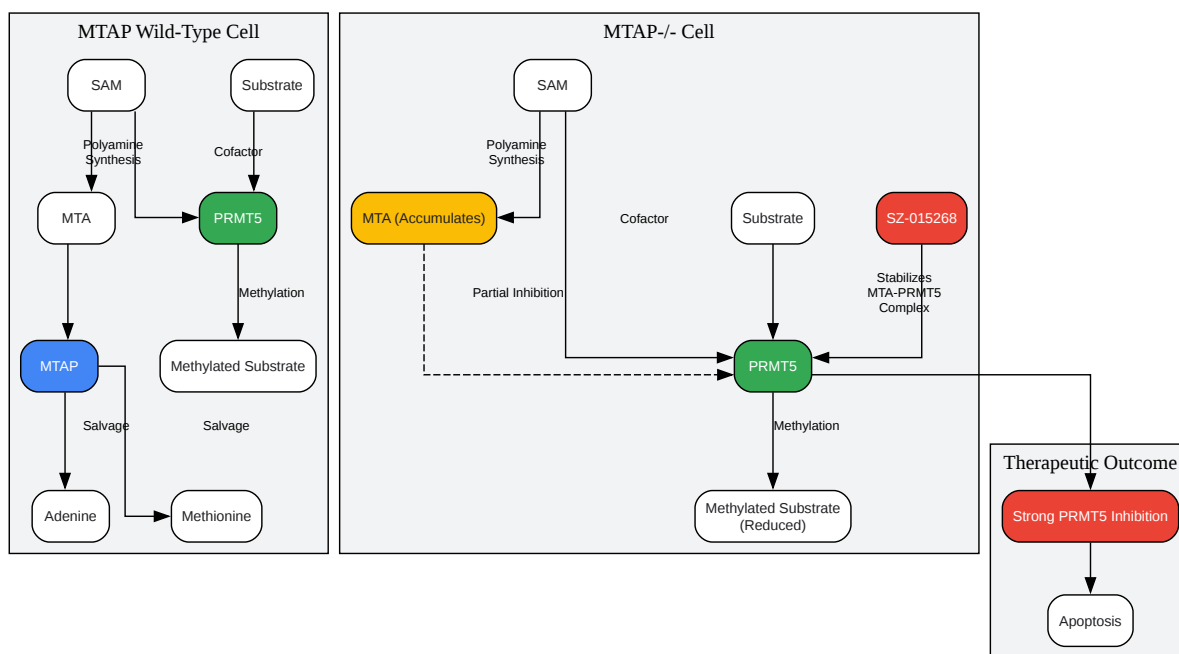 MTAP Wild-Type Cell
SAM
Substrate
Polyamine
Synthesis
Cofactor
MTA
PRMT5
Methylation
MTAP
Methylated Substrate
Salvage
Salvage
Adenine
Methionine
MTAP-/- Cell
SAM
Polyamine
Synthesis
MTA (Accumulates)
Cofactor
Substrate
SZ-015268
Partial Inhibition
Stabilizes
MTA-PRMT5
Complex
PRMT5
Methylation
Methylated Substrate
(Reduced)
Therapeutic Outcome
Strong PRMT5 Inhibition
Apoptosis